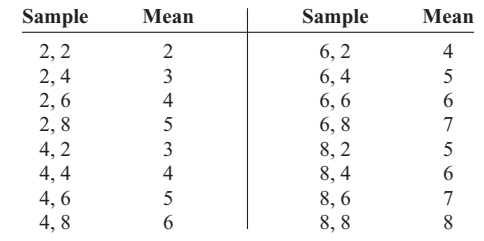 Sample Mean Sample Mean
2, 2 2 6, 2 4
2, 4 3 6, 4 5
2, 6 4 6, 6 6
2, 8 5 6, 8 7
4, 2 3 8, 2 5
4, 4 4 8, 4 6
4, 6 5 8, 6 7
4, 8 6 8, 8 8